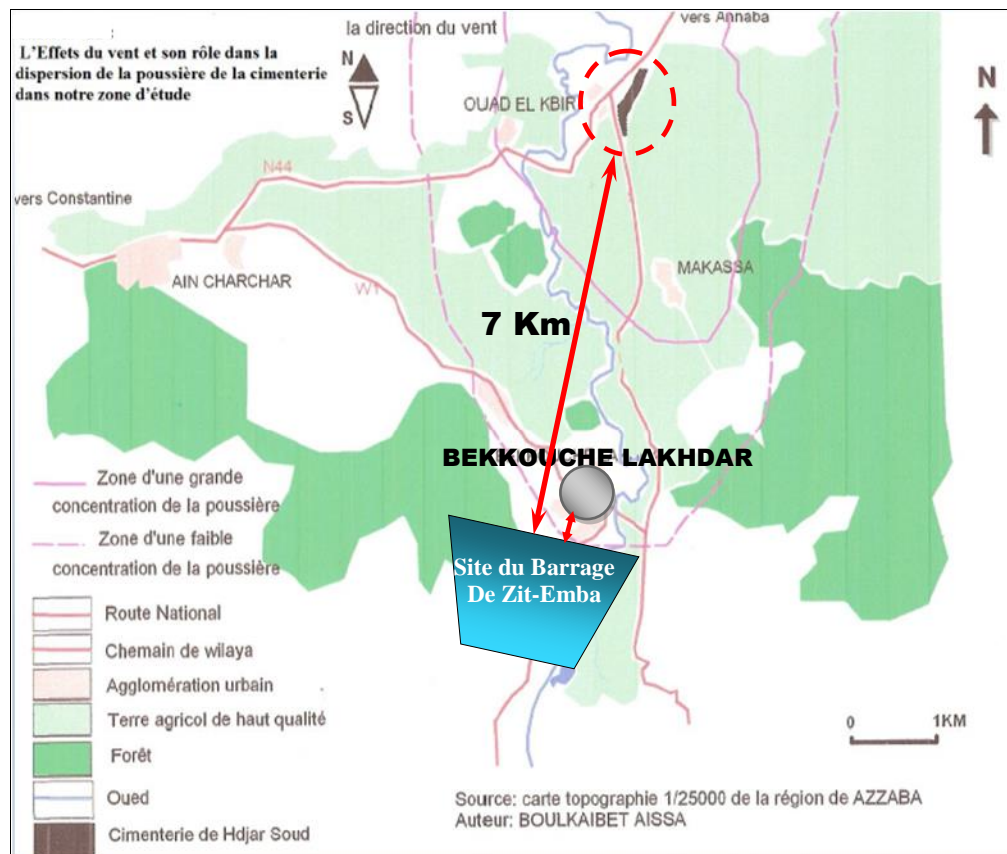 L'Effets du vent et son rôle dans la
dispersion de la poussière de la cimenterie
dans notre zone d'étude
la direction du vent
N
S
vers Annaba
N
OUAD EL KBIR
N44
vers Constantine
AIN CHARCHAR
W1
MAKASSA
7 Km
BEKKOUCHE LAKHDAR
Site du Barrage
De Zit-Emba
Zone d'une grande
concentration de la poussière
Zone d'une faible
concentration de la poussière
Route National
Chemain de wilaya
Agglomération urbain
Terre agricol de haut qualité
Forêt
Oued
Cimenterie de Hdjar Soud
0 1KM
Source: carte topographie 1/25000 de la région de AZZABA
Auteur: BOULKAIBET AISSA